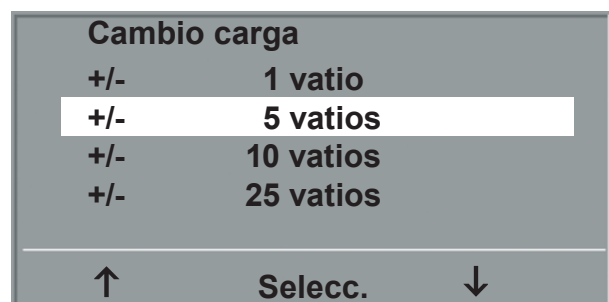 Cambio carga
+/- 1 vatio
+/- 5 vatios
+/- 10 vatios
+/- 25 vatios
↑ Selecc. ↓